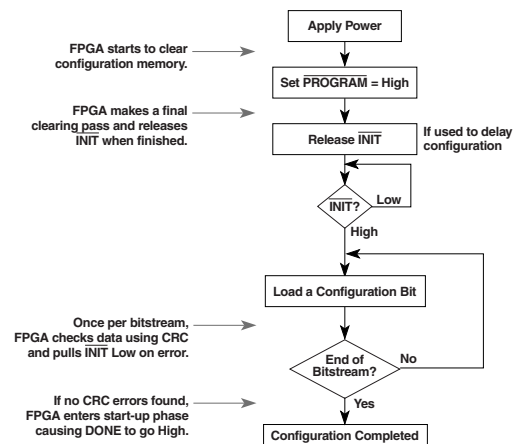 Apply Power
FPGA starts to clear
configuration memory.
Set PROGRAM = High
FPGA makes a final
clearing pass and releases
INIT when finished.
Release INIT
If used to delay
configuration
INIT?
Low
High
Load a Configuration Bit
Once per bitstream,
FPGA checks data using CRC
and pulls INIT Low on error.
End of
Bitstream?
No
Yes
If no CRC errors found,
FPGA enters start-up phase
causing DONE to go High.
Configuration Completed